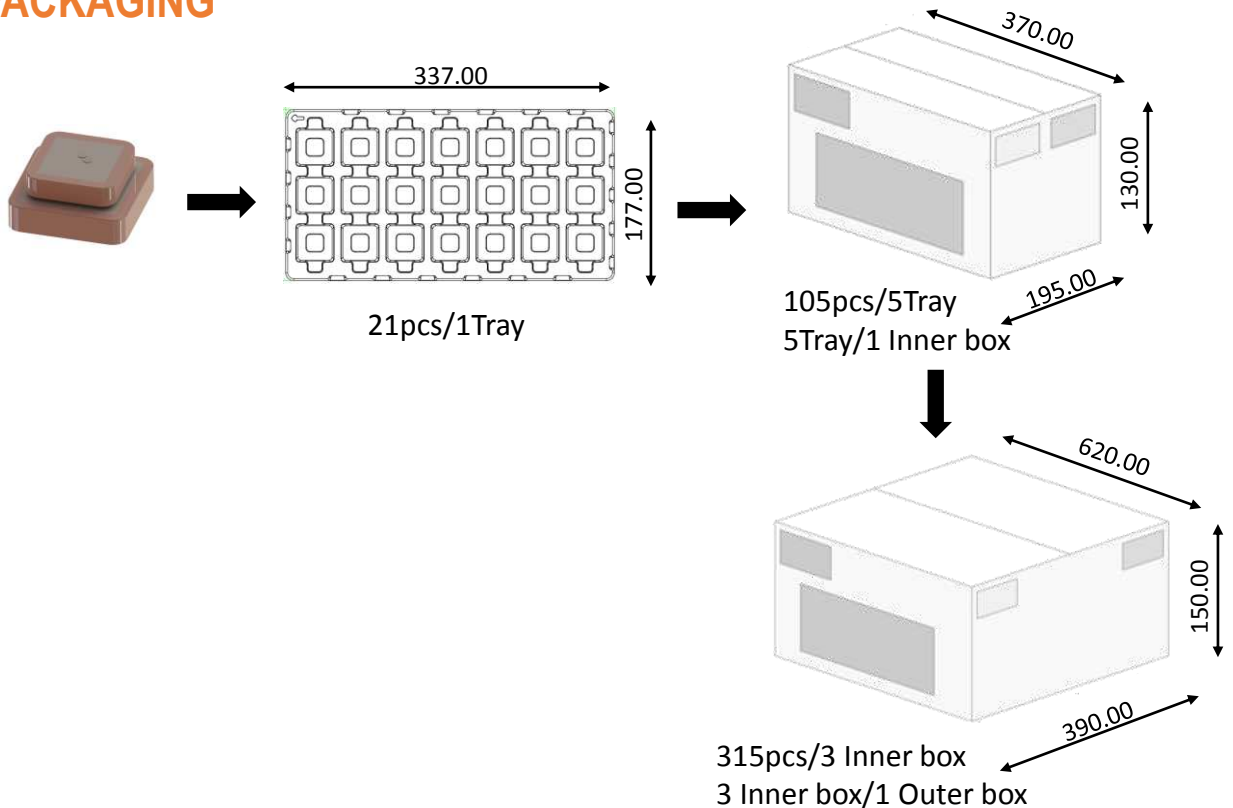 ACKAGING
337.00
177.00
21pcs/1Tray
370.00
130.00
195.00
105pcs/5Tray
5Tray/1 Inner box
620.00
150.00
390.00
315pcs/3 Inner box
3 Inner box/1 Outer box